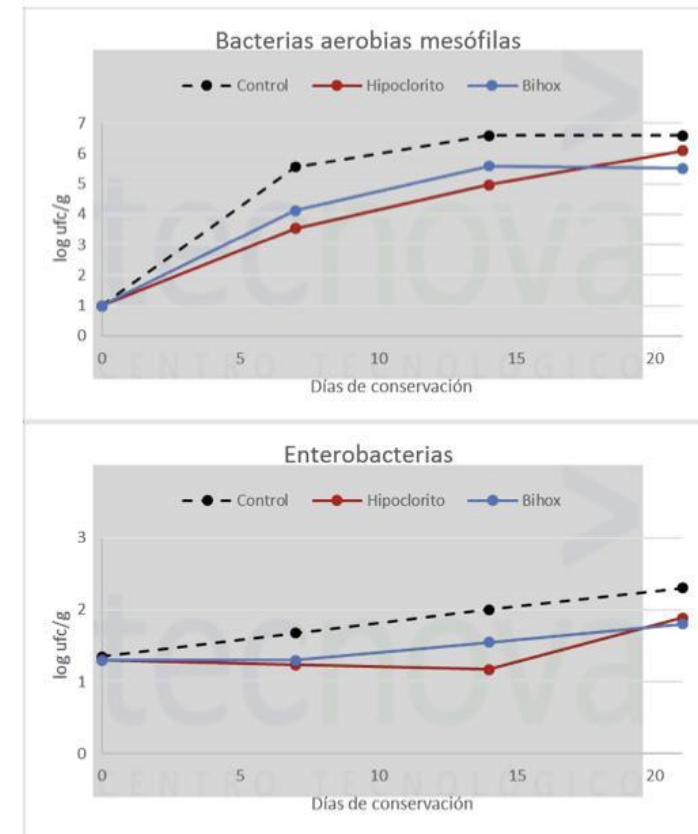 Bacterias aerobias mesófilas
Control Hipoclorito Bihox
7
6
5
4
3
2
1
0
log ufc/g
0 5 10 15 20
Días de conservación
tecnova
CENTRO TECNOLÓGICO
Enterobacterias
Control Hipoclorito Bihox
3
2
1
0
log ufc/g
0 5 10 15 20
Días de conservación
tecnova
CENTRO TECNOLÓGICO